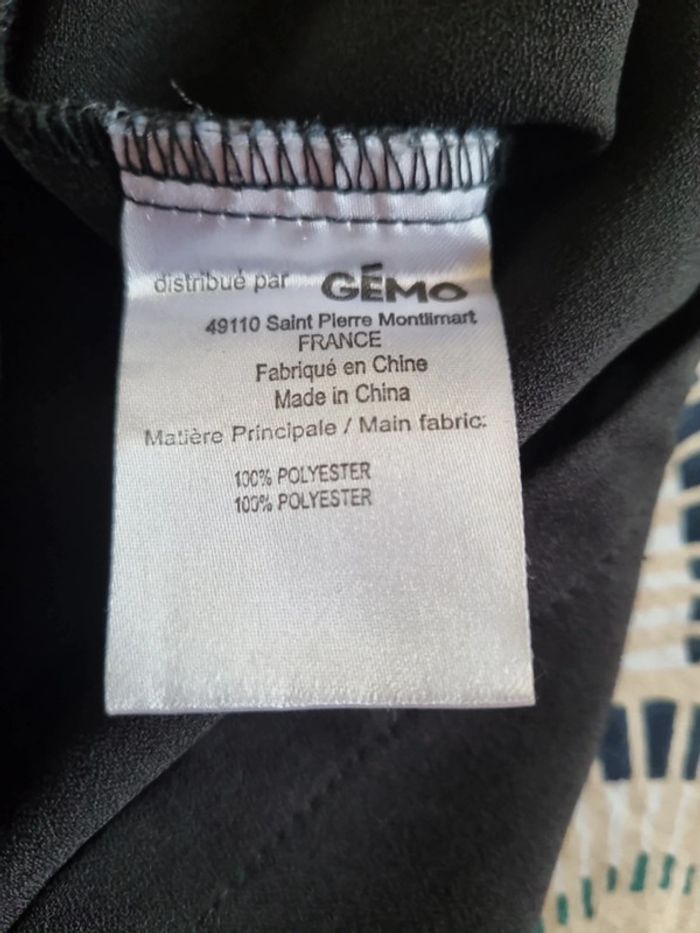 distribué par GÉMO
49110 Saint Pierre Montlimart
FRANCE
Fabriqué en Chine
Made in China
Matière Principale / Main fabric:
100% POLYESTER
100% POLYESTER